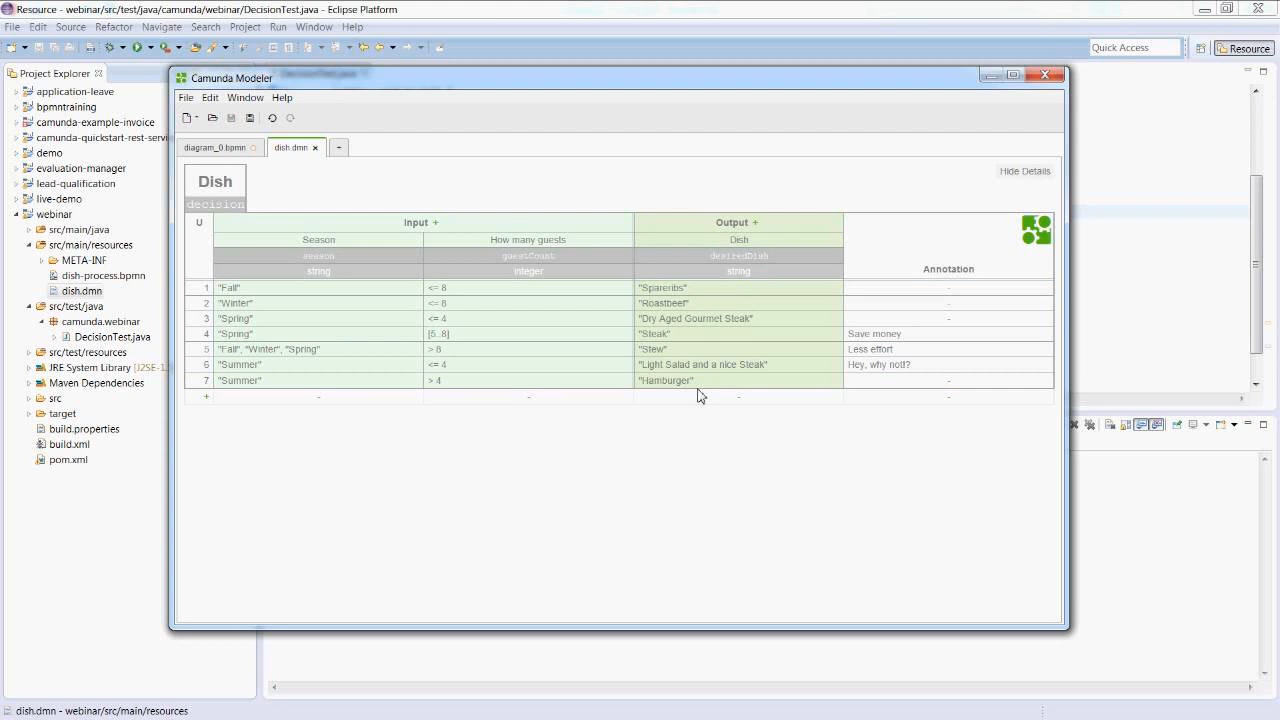 Resource - webinar/src/test/java/camunda/webinar/DecisionTest.java - Eclipse Platform
File Edit Source Refactor Navigate Search Project Run Window Help
Quick Access
Resource
Project Explorer
application-leave
bpmntraining
camunda-example-invoice
camunda-quickstart-rest-servi
demo
evaluation-manager
lead-qualification
live-demo
webinar
src/main/java
src/main/resources
META-INF
dish-process.bpmn
dish.dmn
src/test/java
camunda.webinar
DecisionTest.java
src/test/resources
JRE System Library [J2SE-1.
Maven Dependencies
src
target
build.properties
build.xml
pom.xml
Camunda Modeler
File Edit Window Help
diagram_0.bpmn
dish.dmn
+
Hide Details
Dish
decision
U Input + Output +
Season How many guests Dish
season guestCount desiredDish
Annotation
string integer string
1 "Fall" <= 8 "Spareribs" -
2 "Winter" <= 8 "Roastbeef" -
3 "Spring" <= 4 "Dry Aged Gourmet Steak" -
4 "Spring" [5..8] "Steak" Save money
5 "Fall", "Winter", "Spring" > 8 "Stew" Less effort
6 "Summer" <= 4 "Light Salad and a nice Steak" Hey, why not!?
7 "Summer" > 4 "Hamburger" -
+ - - - -
dish.dmn - webinar/src/main/resources